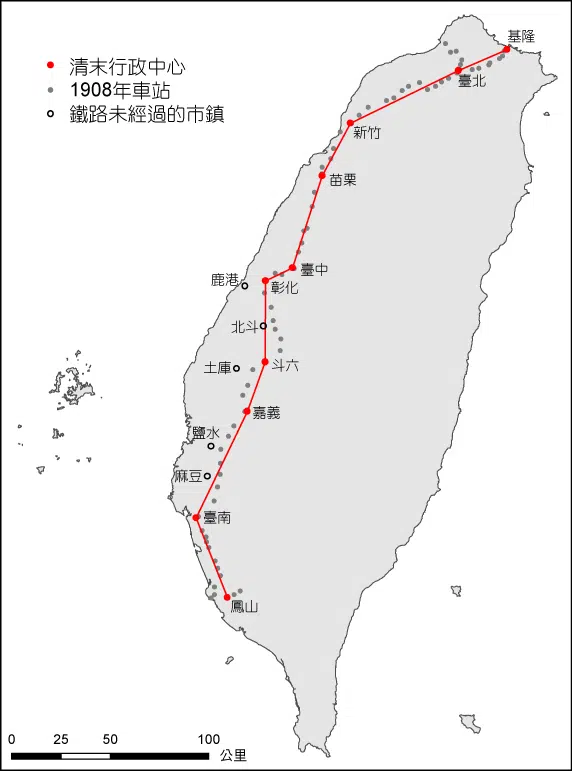 清末行政中心
1908年車站
鐵路未經過的市鎮
基隆
臺北
新竹
苗栗
臺中
鹿港
彰化
北斗
土庫
斗六
嘉義
鹽水
麻豆
臺南
鳳山
0 25 50 100
公里